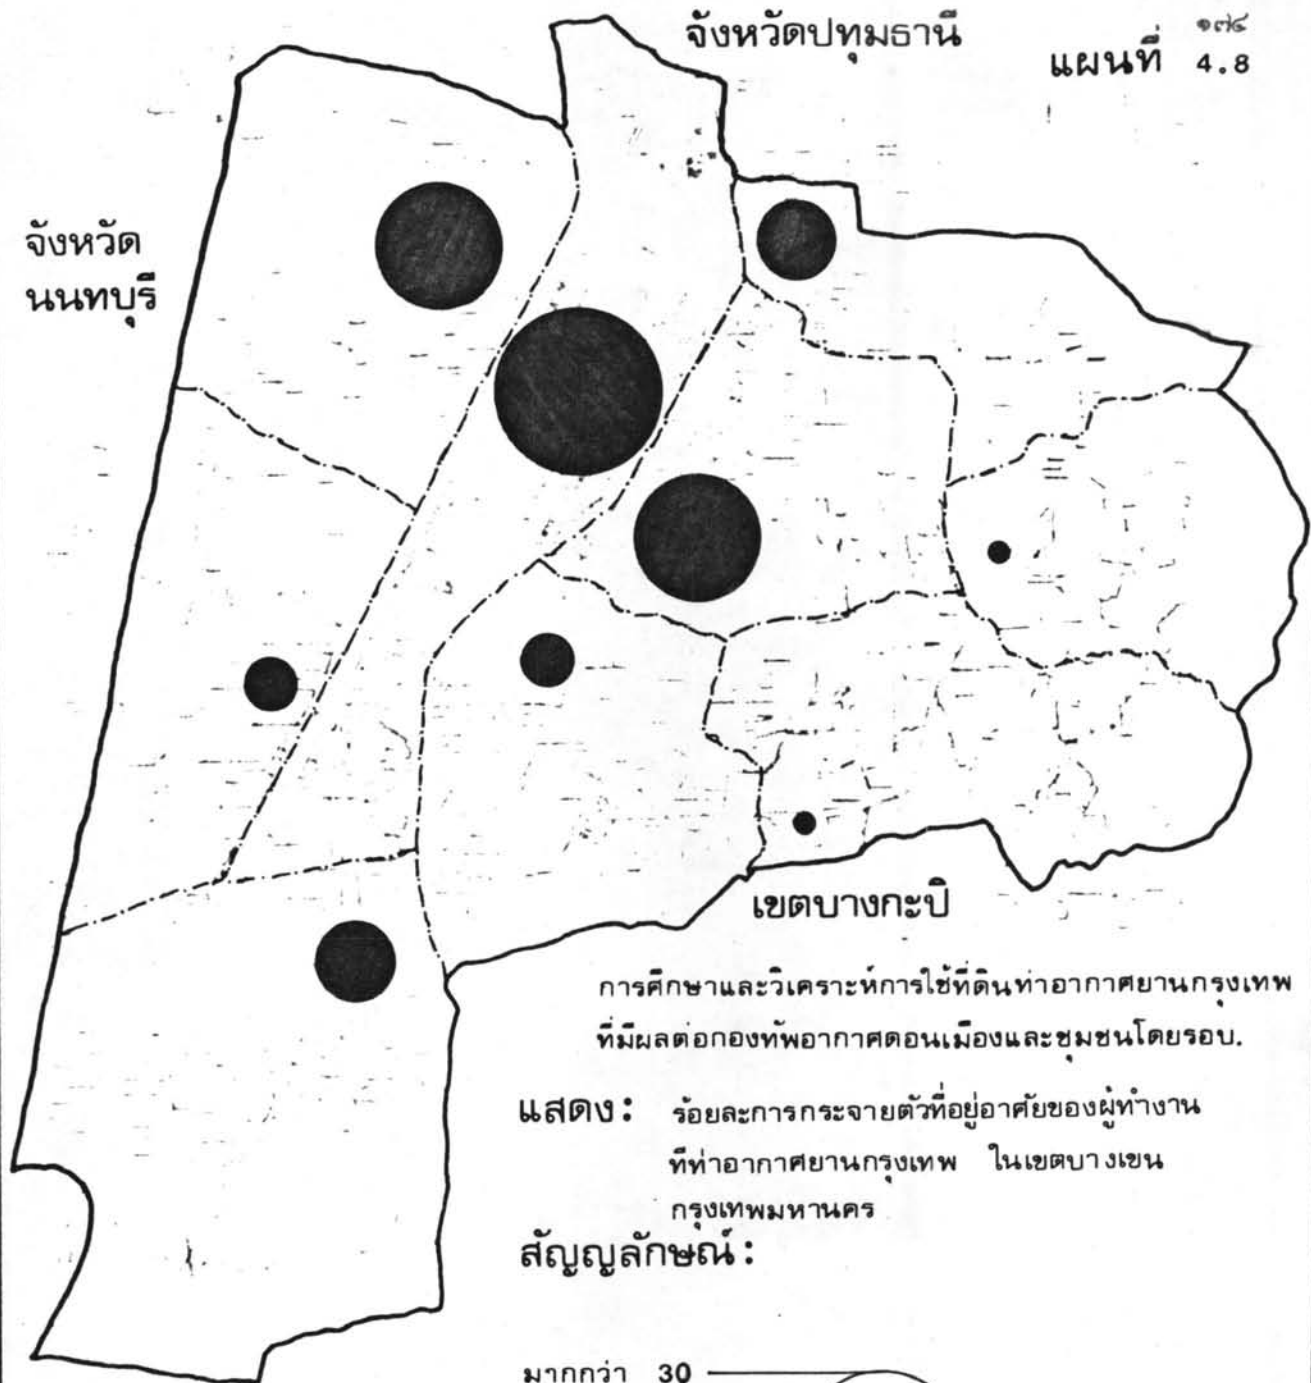 จังหวัดปทุมธานี
๑๗๔
แผนที่ 4.8
จังหวัด
นนทบุรี
เขตบางกะปิ
การศึกษาและวิเคราะห์การใช้ที่ดินท่าอากาศยานกรุงเทพ
ที่มีผลต่อกองทัพอากาศดอนเมืองและชุมชนโดยรอบ.
แสดง: ร้อยละการกระจายตัวที่อยู่อาศัยของผู้ทำงาน
ที่ท่าอากาศยานกรุงเทพ ในเขตบางเขน
กรุงเทพมหานคร
สัญญลักษณ์:
มากกว่า 30